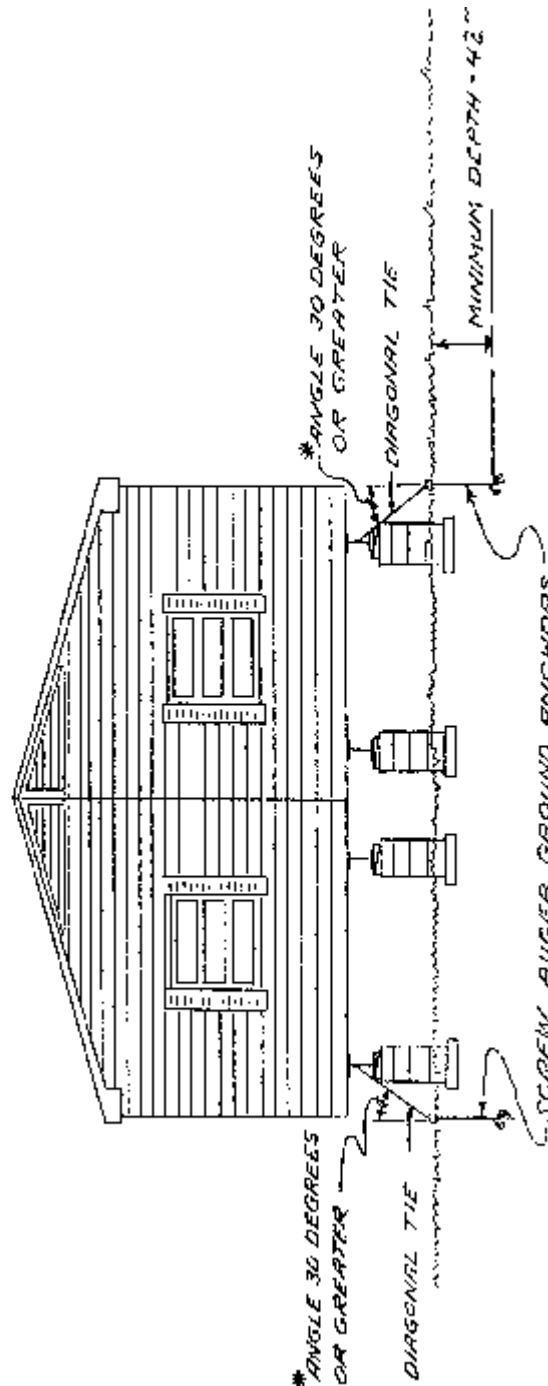 *ANGLE 30 DEGREES
OR GREATER
DIAGONAL TIE
*ANGLE 30 DEGREES
OR GREATER
DIAGONAL TIE
MINIMUM DEPTH - 42"
SCREW AUGER GROUND ANCHORS